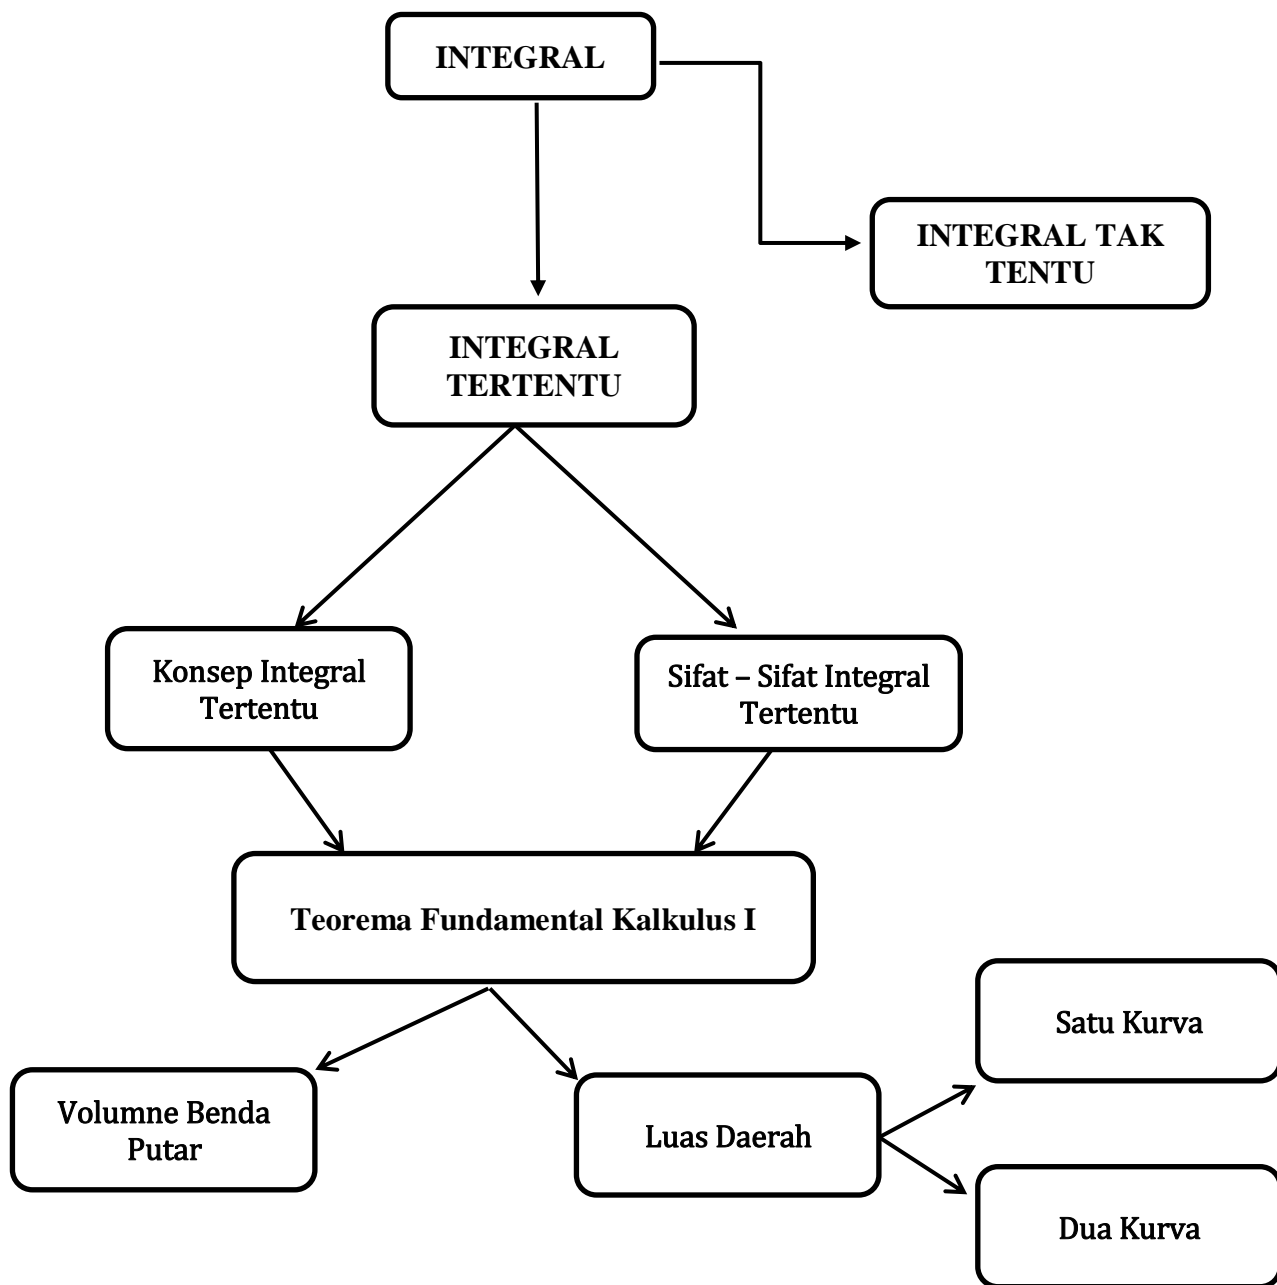 INTEGRAL
INTEGRAL TAK
TENTU
INTEGRAL
TERTENTU
Konsep Integral
Tertentu
Sifat – Sifat Integral
Tertentu
Teorema Fundamental Kalkulus I
Satu Kurva
Volumne Benda
Putar
Luas Daerah
Dua Kurva